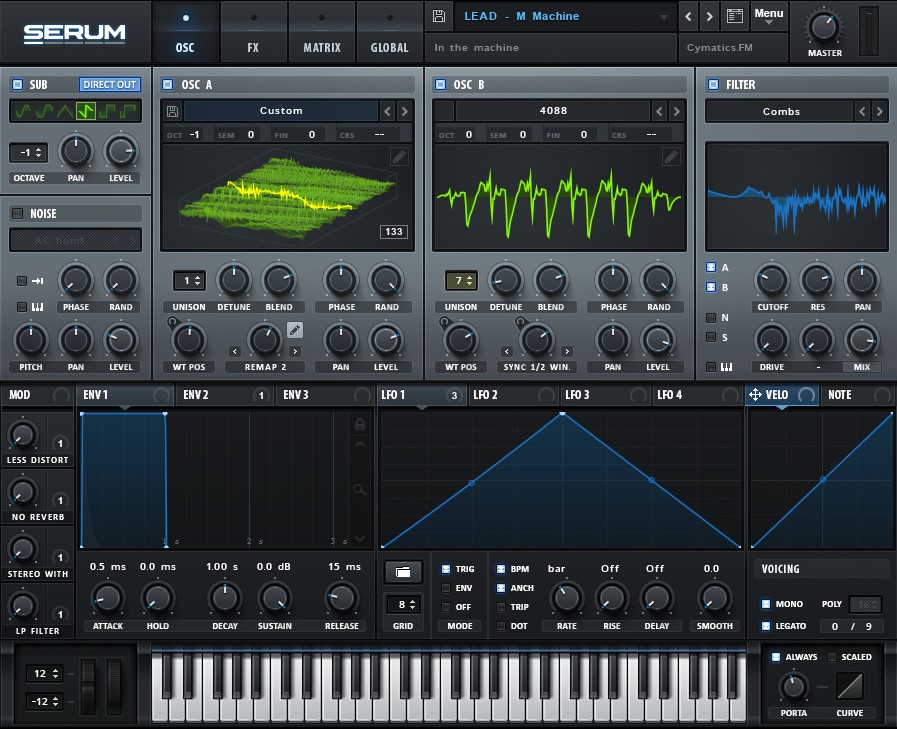 SERUM
OSC
FX
MATRIX
GLOBAL
LEAD - M Machine
In the machine
Menu
Cymatics.FM
MASTER
SUB
DIRECT OUT
-1
OCTAVE
PAN
LEVEL
NOISE
AC hum1
PHASE
RAND
PITCH
PAN
LEVEL
OSC A
Custom
OCT -1
SEM 0
FIN 0
CRS --
133
1
UNISON
DETUNE
BLEND
PHASE
RAND
WT POS
REMAP 2
PAN
LEVEL
OSC B
4088
OCT 0
SEM 0
FIN 0
CRS --
7
UNISON
DETUNE
BLEND
PHASE
RAND
WT POS
SYNC 1/2 WIN.
PAN
LEVEL
FILTER
Combs
A
B
N
S
CUTOFF
RES
PAN
DRIVE
-
MIX
MOD
ENV 1
ENV 2
1
ENV 3
LFO 1
3
LFO 2
LFO 3
LFO 4
VELO
NOTE
1
LESS DISTORT
1
NO REVERB
1
STEREO WITH
1
LP FILTER
1 s
2 s
3 s
0.5 ms
0.0 ms
1.00 s
0.0 dB
15 ms
ATTACK
HOLD
DECAY
SUSTAIN
RELEASE
8
GRID
TRIG
ENV
OFF
MODE
BPM
ANCH
TRIP
DOT
bar
Off
Off
0.0
RATE
RISE
DELAY
SMOOTH
VOICING
MONO
POLY
16
LEGATO
0 / 9
12
-12
ALWAYS
SCALED
PORTA
CURVE